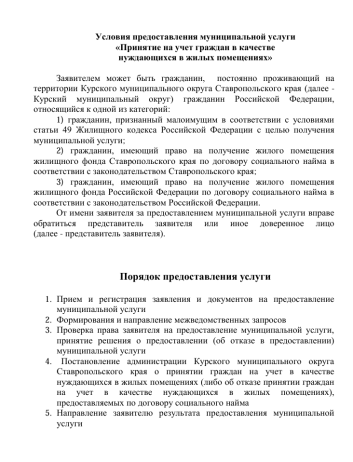 Условия предоставления муниципальной услуги
«Принятие на учет граждан в качестве
нуждающихся в жилых помещениях»
Заявителем может быть гражданин, постоянно проживающий на
территории Курского муниципального округа Ставропольского края (далее -
Курский муниципальный округ) гражданин Российской Федерации,
относящийся к одной из категорий:
1) гражданин, признанный малоимущим в соответствии с условиями
статьи 49 Жилищного кодекса Российской Федерации с целью получения
муниципальной услуги;
2) гражданин, имеющий право на получение жилого помещения
жилищного фонда Ставропольского края по договору социального найма в
соответствии с законодательством Ставропольского края;
3) гражданин, имеющий право на получение жилого помещения
жилищного фонда Российской Федерации по договору социального найма в
соответствии с законодательством Российской Федерации.
От имени заявителя за предоставлением муниципальной услуги вправе
обратиться представитель заявителя или иное доверенное лицо
(далее - представитель заявителя).
Порядок предоставления услуги
1. Прием и регистрация заявления и документов на предоставление
муниципальной услуги
2. Формирования и направление межведомственных запросов
3. Проверка права заявителя на предоставление муниципальной услуги,
принятие решения о предоставлении (об отказе в предоставлении)
муниципальной услуги
4. Постановление администрации Курского муниципального округа
Ставропольского края о принятии граждан на учет в качестве
нуждающихся в жилых помещениях (либо об отказе принятии граждан
на учет в качестве нуждающихся в жилых помещениях),
предоставляемых по договору социального найма
5. Направление заявителю результата предоставления муниципальной
услуги